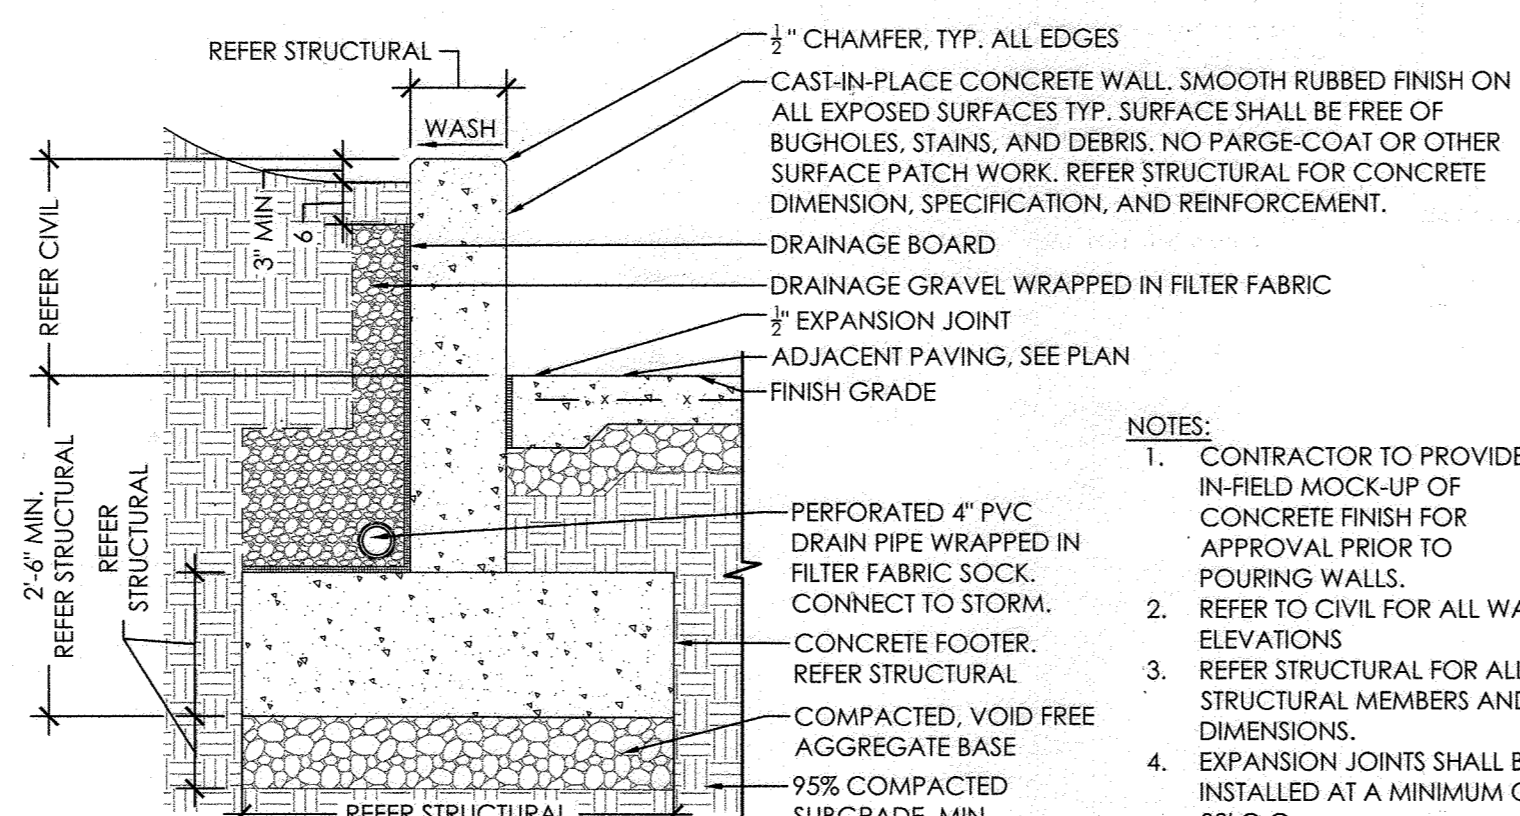 REFER STRUCTURAL
WASH
REFER CIVIL
3" MIN
6
2'-6" MIN.
REFER STRUCTURAL
REFER
STRUCTURAL
REFER STRUCTURAL
½" CHAMFER, TYP. ALL EDGES
CAST-IN-PLACE CONCRETE WALL. SMOOTH RUBBED FINISH ON
ALL EXPOSED SURFACES TYP. SURFACE SHALL BE FREE OF
BUGHOLES, STAINS, AND DEBRIS. NO PARGE-COAT OR OTHER
SURFACE PATCH WORK. REFER STRUCTURAL FOR CONCRETE
DIMENSION, SPECIFICATION, AND REINFORCEMENT.
DRAINAGE BOARD
DRAINAGE GRAVEL WRAPPED IN FILTER FABRIC
½" EXPANSION JOINT
ADJACENT PAVING, SEE PLAN
FINISH GRADE
x x
PERFORATED 4" PVC
DRAIN PIPE WRAPPED IN
FILTER FABRIC SOCK.
CONNECT TO STORM.
CONCRETE FOOTER.
REFER STRUCTURAL
COMPACTED, VOID FREE
AGGREGATE BASE
95% COMPACTED
SUBGRADE, MIN.
NOTES:
1. CONTRACTOR TO PROVIDE
IN-FIELD MOCK-UP OF
CONCRETE FINISH FOR
APPROVAL PRIOR TO
POURING WALLS.
2. REFER TO CIVIL FOR ALL
ELEVATIONS
3. REFER STRUCTURAL FOR ALL
STRUCTURAL MEMBERS AND
DIMENSIONS.
4. EXPANSION JOINTS SHALL
INSTALLED AT A MINIMUM